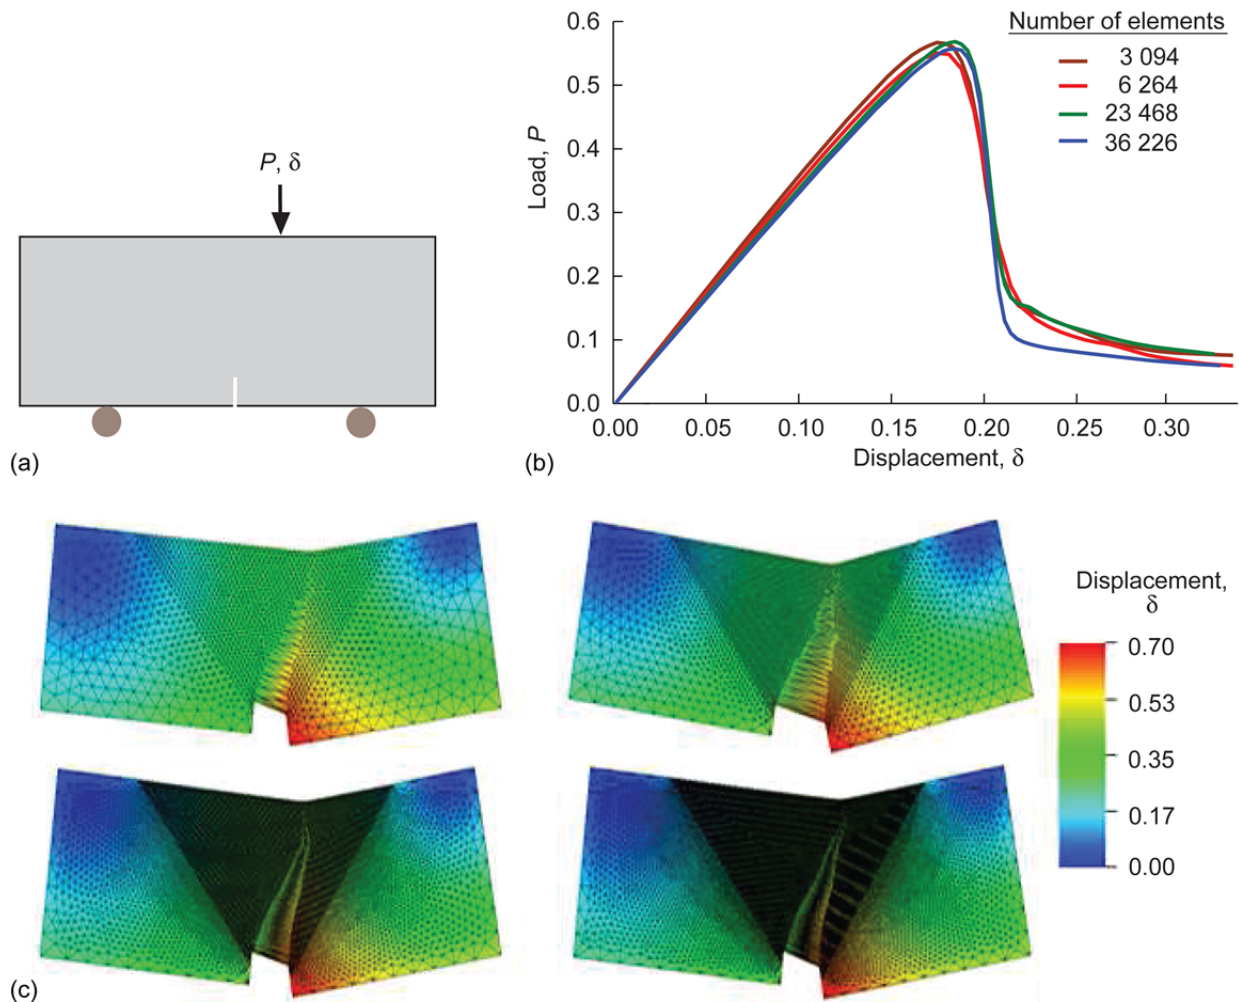 P, δ
(a)
Number of elements
3 094
6 264
23 468
36 226
Load, P
0.6
0.5
0.4
0.3
0.2
0.1
0.0
0.00
0.05
0.10
0.15
0.20
0.25
0.30
Displacement, δ
(b)
Displacement,
δ
0.70
0.53
0.35
0.17
0.00
(c)